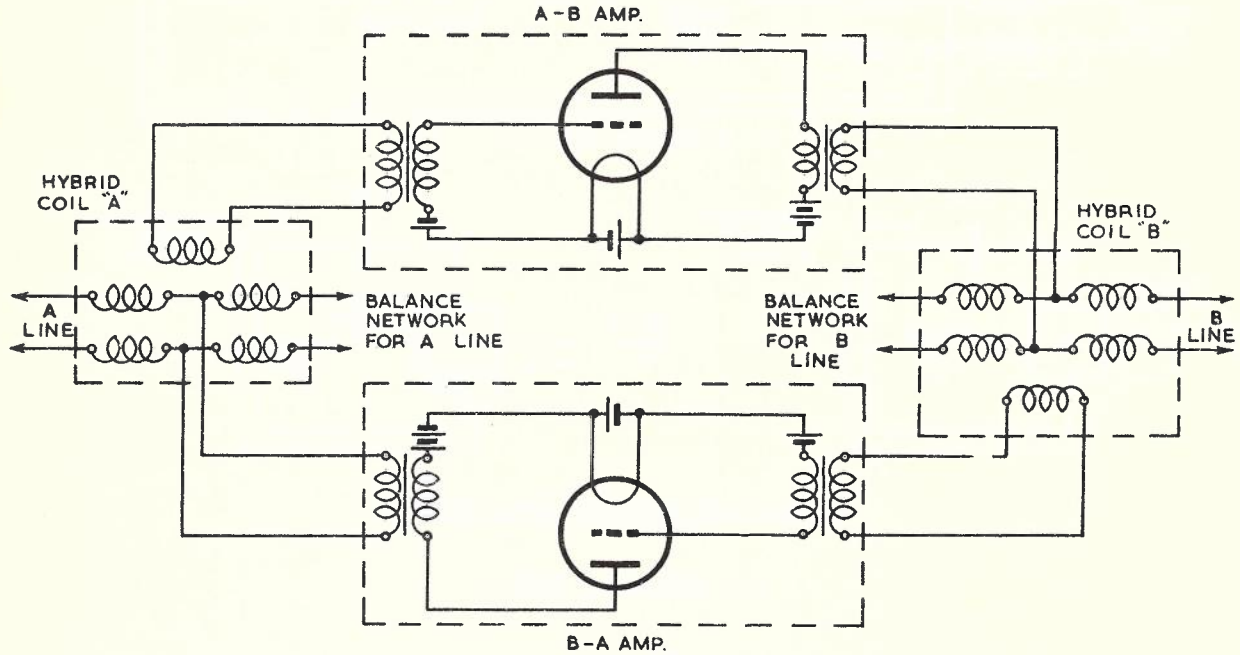 A-B AMP.
HYBRID
COIL "A"
A
LINE
BALANCE
NETWORK
FOR A LINE
BALANCE
NETWORK
FOR B
LINE
HYBRID
COIL "B"
B
LINE
B-A AMP.